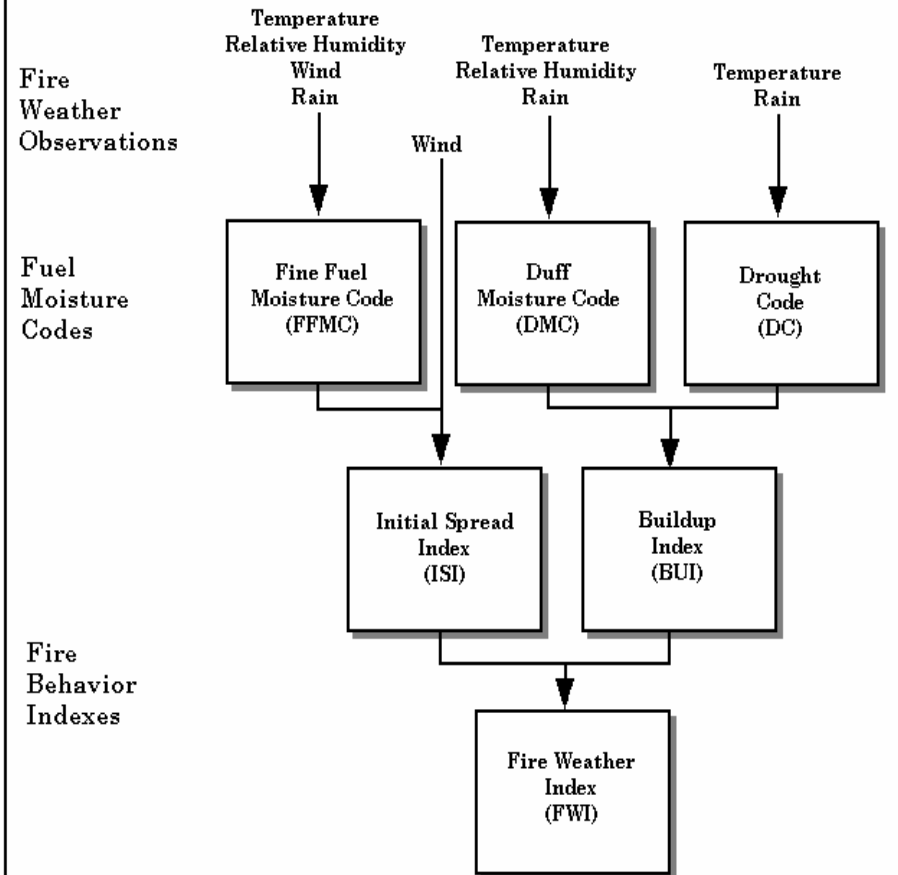 Fire
Weather
Observations
Temperature
Relative Humidity
Wind
Rain
Wind
Temperature
Relative Humidity
Rain
Temperature
Rain
Fuel
Moisture
Codes
Fine Fuel
Moisture Code
(FFMC)
Duff
Moisture Code
(DMC)
Drought
Code
(DC)
Initial Spread
Index
(ISI)
Buildup
Index
(BUI)
Fire
Behavior
Indexes
Fire Weather
Index
(FWI)